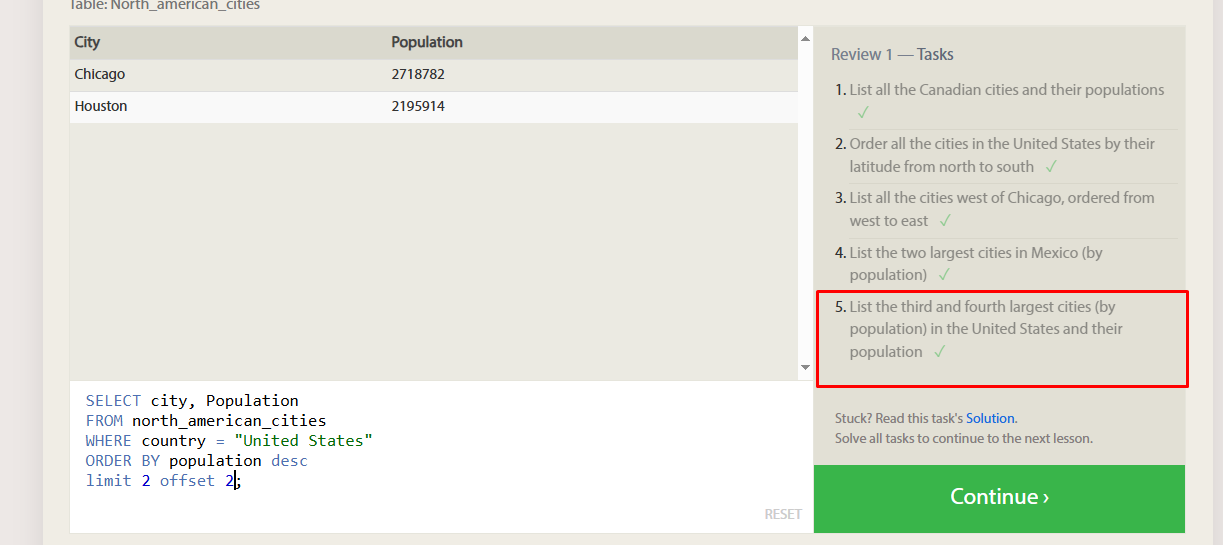 Table: North_american_cities
City Population
Chicago 2718782
Houston 2195914
SELECT city, Population
FROM north_american_cities
WHERE country = "United States"
ORDER BY population desc
limit 2 offset 2;
RESET
Review 1 — Tasks
1. List all the Canadian cities and their populations
✓
2. Order all the cities in the United States by their
latitude from north to south ✓
3. List all the cities west of Chicago, ordered from
west to east ✓
4. List the two largest cities in Mexico (by
population) ✓
5. List the third and fourth largest cities (by
population) in the United States and their
population ✓
Stuck? Read this task's Solution.
Solve all tasks to continue to the next lesson.
Continue ›